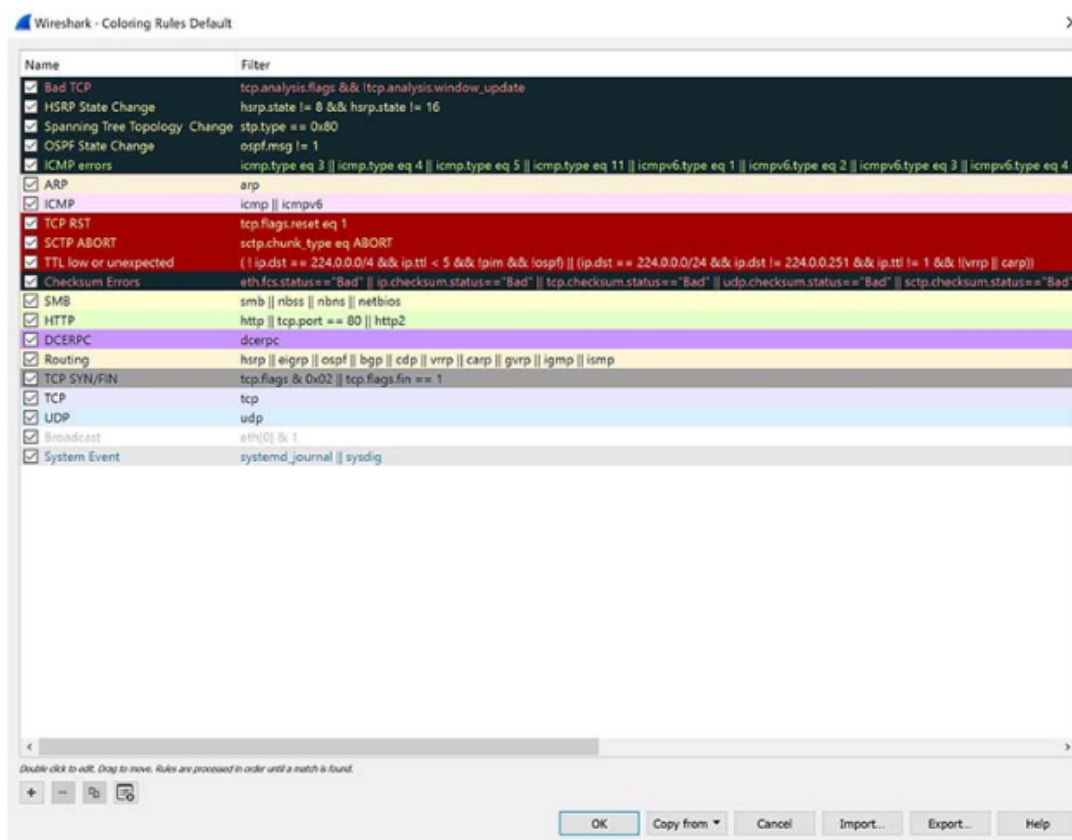 Wireshark · Coloring Rules Default
Name Filter
Bad TCP tcp.analysis.flags && !tcp.analysis.window_update
HSRP State Change hsrp.state != 8 && hsrp.state != 16
Spanning Tree Topology Change stp.type == 0x80
OSPF State Change ospf.msg != 1
ICMP errors icmp.type eq 3 || icmp.type eq 4 || icmp.type eq 5 || icmp.type eq 11 || icmpv6.type eq 1 || icmpv6.type eq 2 || icmpv6.type eq 3 || icmpv6.type eq 4
ARP arp
ICMP icmp || icmpv6
TCP RST tcp.flags.reset eq 1
SCTP ABORT sctp.chunk_type eq ABORT
TTL low or unexpected ( ! ip.dst == 224.0.0.0/4 && ip.ttl < 5 && !pim && !ospf) || (ip.dst == 224.0.0.0/24 && ip.dst != 224.0.0.251 && ip.ttl != 1 && !(vrrp || carp))
Checksum Errors eth.fcs.status=="Bad" || ip.checksum.status=="Bad" || tcp.checksum.status=="Bad" || udp.checksum.status=="Bad" || sctp.checksum.status=="Bad"
SMB smb || nbss || nbns || netbios
HTTP http || tcp.port == 80 || http2
DCERPC dcerpc
Routing hsrp || eigrp || ospf || bgp || cdp || vrrp || carp || gvrp || igmp || ismp
TCP SYN/FIN tcp.flags & 0x02 || tcp.flags.fin == 1
TCP tcp
UDP udp
Broadcast eth[0] & 1
System Event systemd_journal || sysdig
Double click to edit. Drag to move. Rules are processed in order until a match is found.
OK Copy from Cancel Import... Export... Help